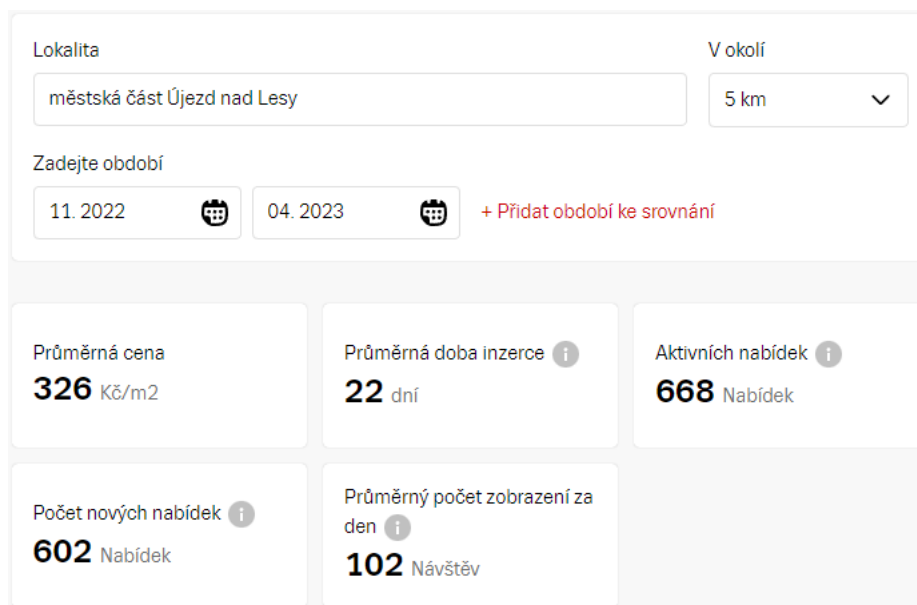 Lokalita
V okolí
městská část Újezd nad Lesy
5 km
Zadejte období
11. 2022
04. 2023
+ Přidat období ke srovnání
Průměrná cena
326 Kč/m2
Průměrná doba inzerce
22 dní
Aktivních nabídek
668 Nabídek
Počet nových nabídek
602 Nabídek
Průměrný počet zobrazení za
den
102 Návštěv